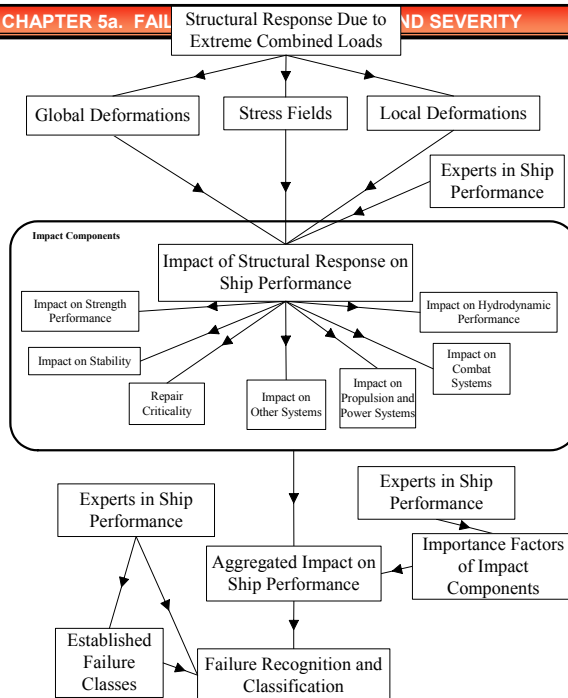 CHAPTER 5a. FAIL
ND SEVERITY
Structural Response Due to
Extreme Combined Loads
Global Deformations
Stress Fields
Local Deformations
Experts in Ship
Performance
Impact Components
Impact of Structural Response on
Ship Performance
Impact on Strength
Performance
Impact on Hydrodynamic
Performance
Impact on Stability
Impact on
Combat
Systems
Repair
Criticality
Impact on
Other Systems
Impact on
Propulsion and
Power Systems
Experts in Ship
Performance
Experts in Ship
Performance
Aggregated Impact on
Ship Performance
Importance Factors
of Impact
Components
Established
Failure
Classes
Failure Recognition and
Classification